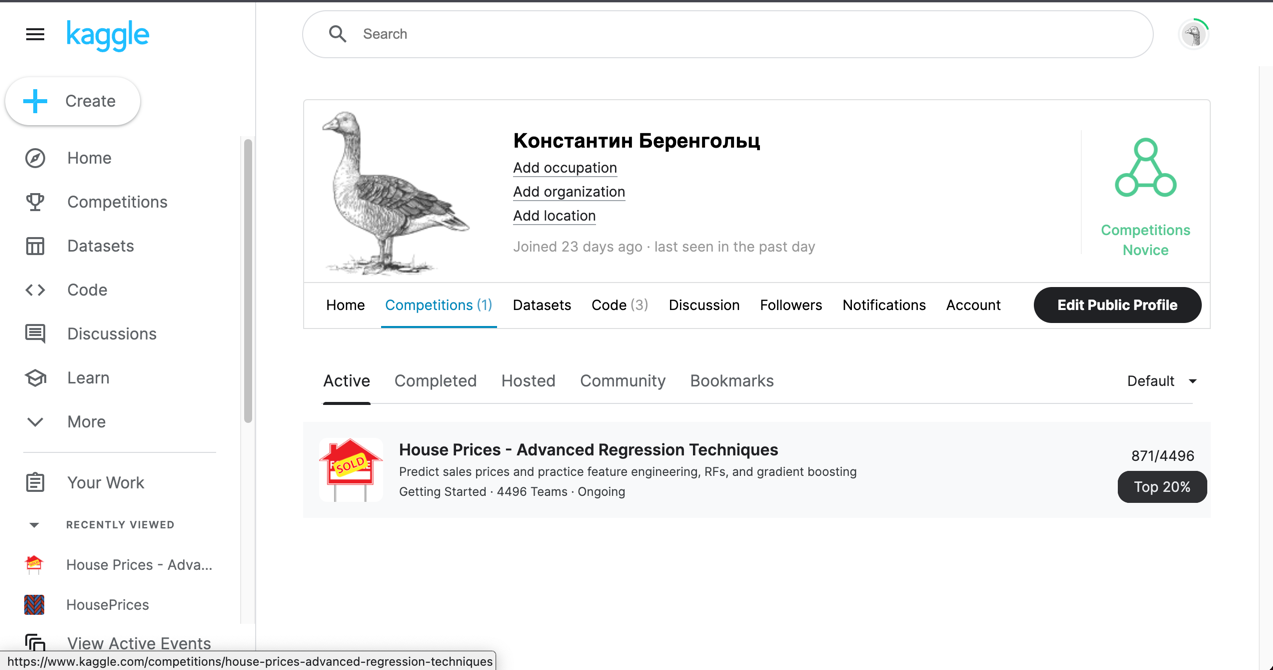 kaggle
Search
Create
Home
Competitions
Datasets
Code
Discussions
Learn
More
Your Work
RECENTLY VIEWED
House Prices - Adva...
HousePrices
View Active Events
https://www.kaggle.com/competitions/house-prices-advanced-regression-techniques
Константин Беренгольц
Add occupation
Add organization
Add location
Joined 23 days ago · last seen in the past day
Competitions
Novice
Home Competitions (1) Datasets Code (3) Discussion Followers Notifications Account Edit Public Profile
Active Completed Hosted Community Bookmarks Default
SOLD
House Prices - Advanced Regression Techniques
Predict sales prices and practice feature engineering, RFs, and gradient boosting
Getting Started · 4496 Teams · Ongoing
871/4496
Top 20%